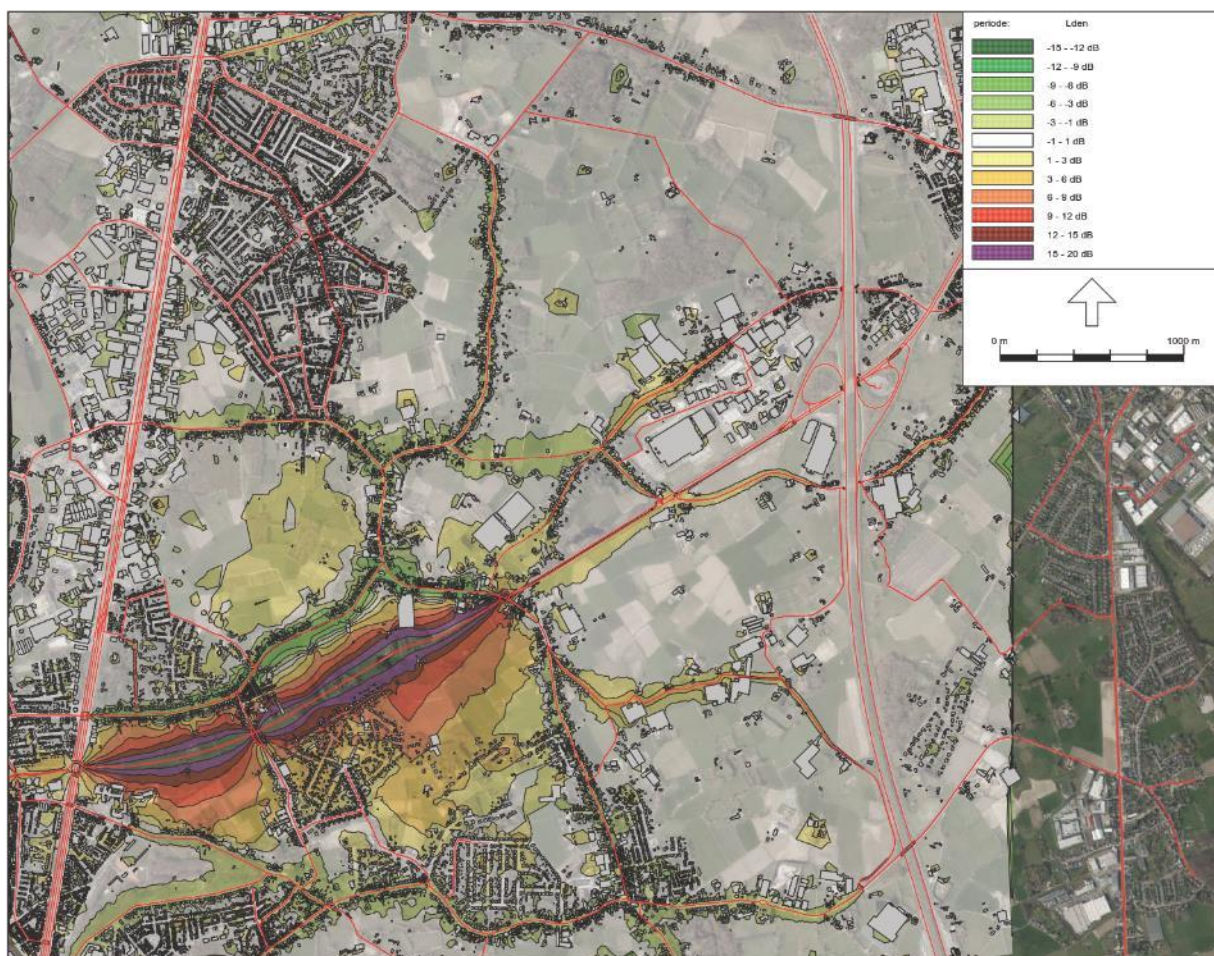 periode: Lden
-15 - -12 dB
-12 - -9 dB
-9 - -6 dB
-6 - -3 dB
-3 - -1 dB
-1 - 1 dB
1 - 3 dB
3 - 6 dB
6 - 9 dB
9 - 12 dB
12 - 15 dB
15 - 20 dB
0 m 1000 m